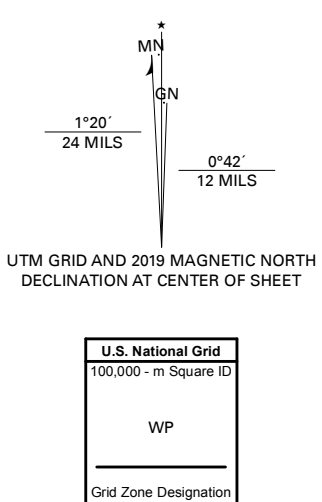 ★
MN
GN
1°20´
24 MILS
0°42´
12 MILS
UTM GRID AND 2019 MAGNETIC NORTH
DECLINATION AT CENTER OF SHEET
U.S. National Grid
100,000 - m Square ID
WP
Grid Zone Designation